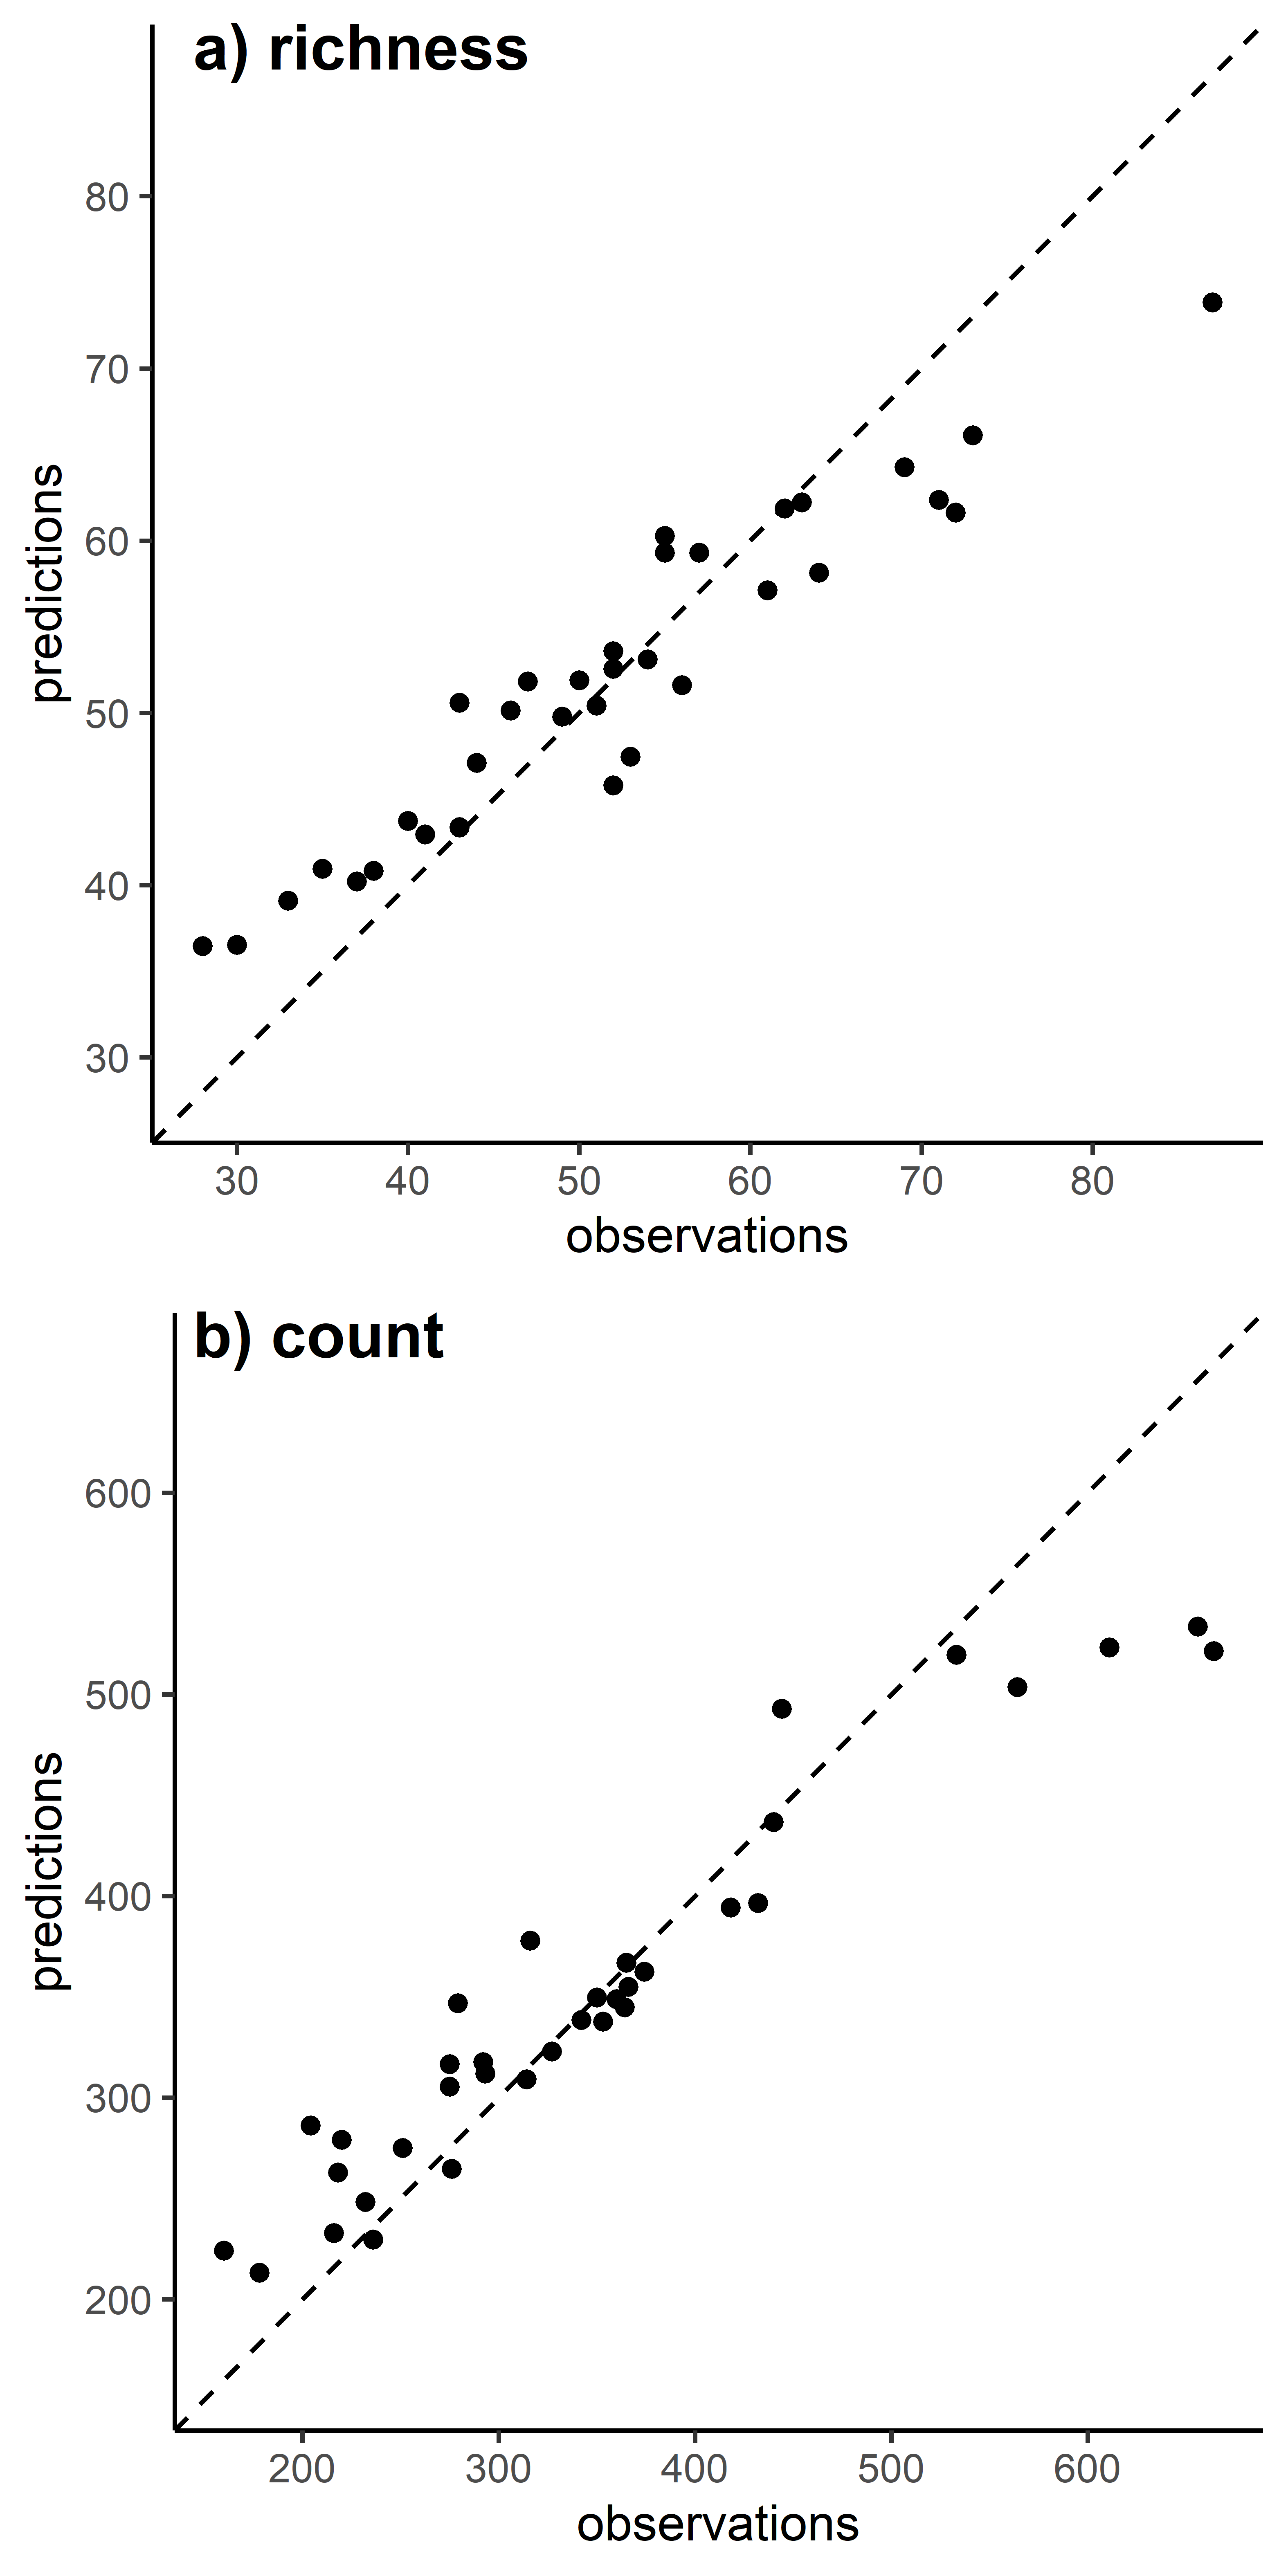 a) richness
80
70
60
50
40
30
predictions
30 40 50 60 70 80
observations
b) count
600
500
400
300
200
predictions
200 300 400 500 600
observations